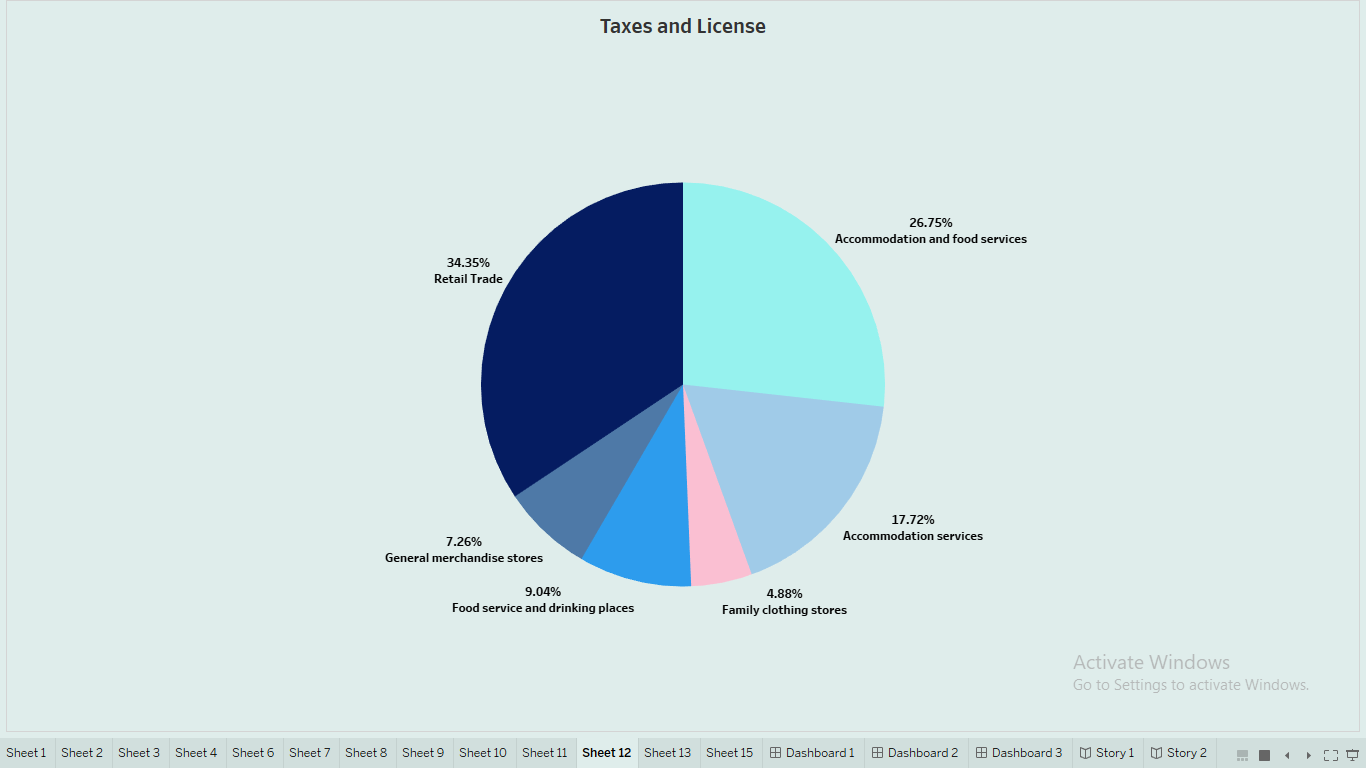 Taxes and License
26.75%
Accommodation and food services
34.35%
Retail Trade
17.72%
Accommodation services
7.26%
General merchandise stores
9.04%
Food service and drinking places
4.88%
Family clothing stores
Activate Windows
Go to Settings to activate Windows.
Sheet 1 Sheet 2 Sheet 3 Sheet 4 Sheet 6 Sheet 7 Sheet 8 Sheet 9 Sheet 10 Sheet 11 Sheet 12 Sheet 13 Sheet 15 Dashboard 1 Dashboard 2 Dashboard 3 Story 1 Story 2